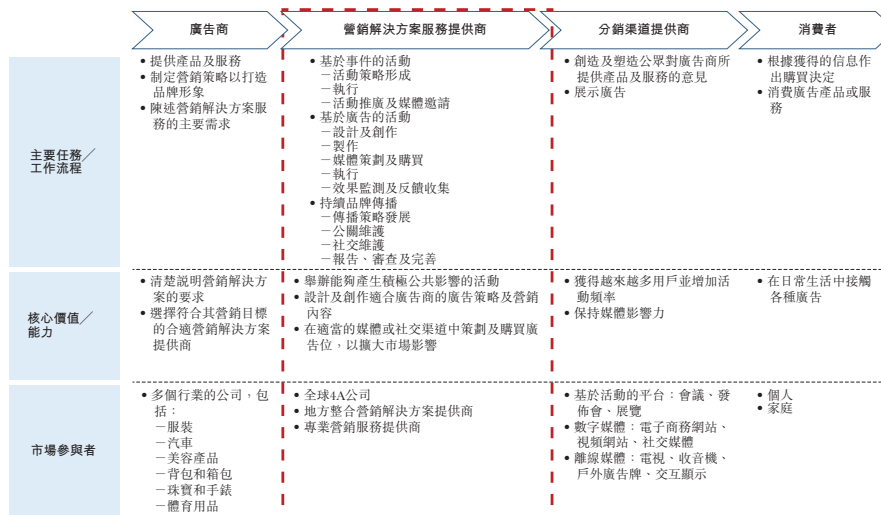 廣告商
營銷解決方案服務提供商
分銷渠道提供商
消費者
主要任務／
工作流程
• 提供產品及服務
• 制定營銷策略以打造
品牌形象
• 陳述營銷解決方案服
務的主要需求
• 基於事件的活動
－活動策略形成
－執行
－活動推廣及媒體邀請
• 基於廣告的活動
－設計及創作
－製作
－媒體策劃及購買
－執行
－效果監測及反饋收集
• 持續品牌傳播
－傳播策略發展
－公關維護
－社交維護
－報告、審查及完善
• 創造及塑造公眾對廣告商所
提供產品及服務的意見
• 展示廣告
• 根據獲得的信息作
出購買決定
• 消費廣告產品或服
務
核心價值／
能力
• 清楚說明營銷解決方
案的要求
• 選擇符合其營銷目標
的合適營銷解決方案
提供商
• 舉辦能夠產生積極公共影響的活動
• 設計及創作適合廣告商的廣告策略及營銷
內容
• 在適當的媒體或社交渠道中策劃及購買廣
告位，以擴大市場影響
• 獲得越來越多用戶並增加活
動頻率
• 保持媒體影響力
• 在日常生活中接觸
各種廣告
市場參與者
• 多個行業的公司，包
括：
－服裝
－汽車
－美容產品
－背包和箱包
－珠寶和手錶
－體育用品
• 全球4A公司
• 地方整合營銷解決方案提供商
• 專業營銷服務提供商
• 基於活動的平台：會議、發
佈會、展覽
• 數字媒體：電子商務網站、
視頻網站、社交媒體
• 離線媒體：電視、收音機、
戶外廣告牌、交互顯示
• 個人
• 家庭